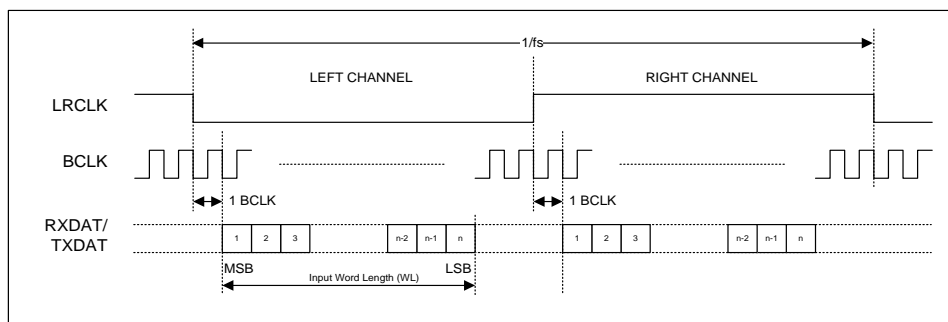 1/fs
LEFT CHANNEL
RIGHT CHANNEL
LRCLK
BCLK
1 BCLK
1 BCLK
RXDAT/
TXDAT
1 2 3 n-2 n-1 n 1 2 3 n-2 n-1 n
MSB LSB
Input Word Length (WL)